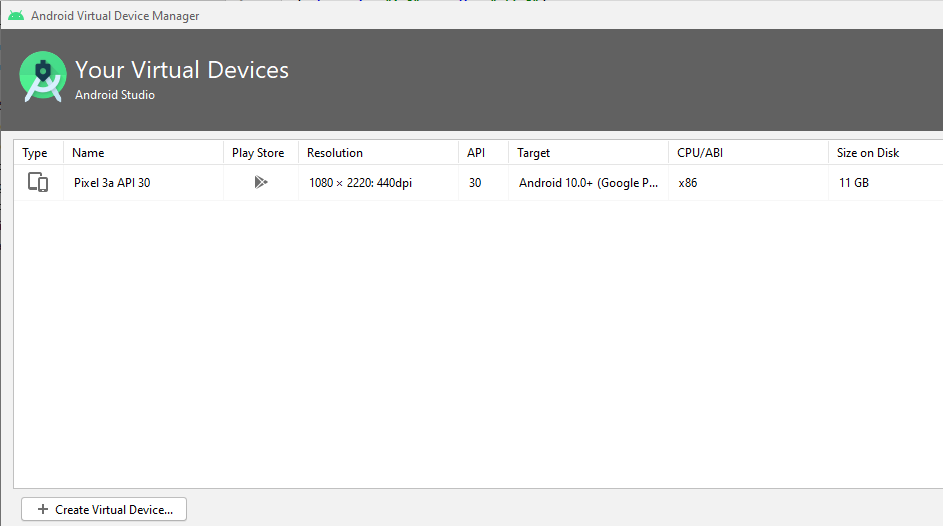 Android Virtual Device Manager
Your Virtual Devices
Android Studio
Type Name Play Store Resolution API Target CPU/ABI Size on Disk
Pixel 3a API 30 1080 × 2220: 440dpi 30 Android 10.0+ (Google P... x86 11 GB
+ Create Virtual Device...